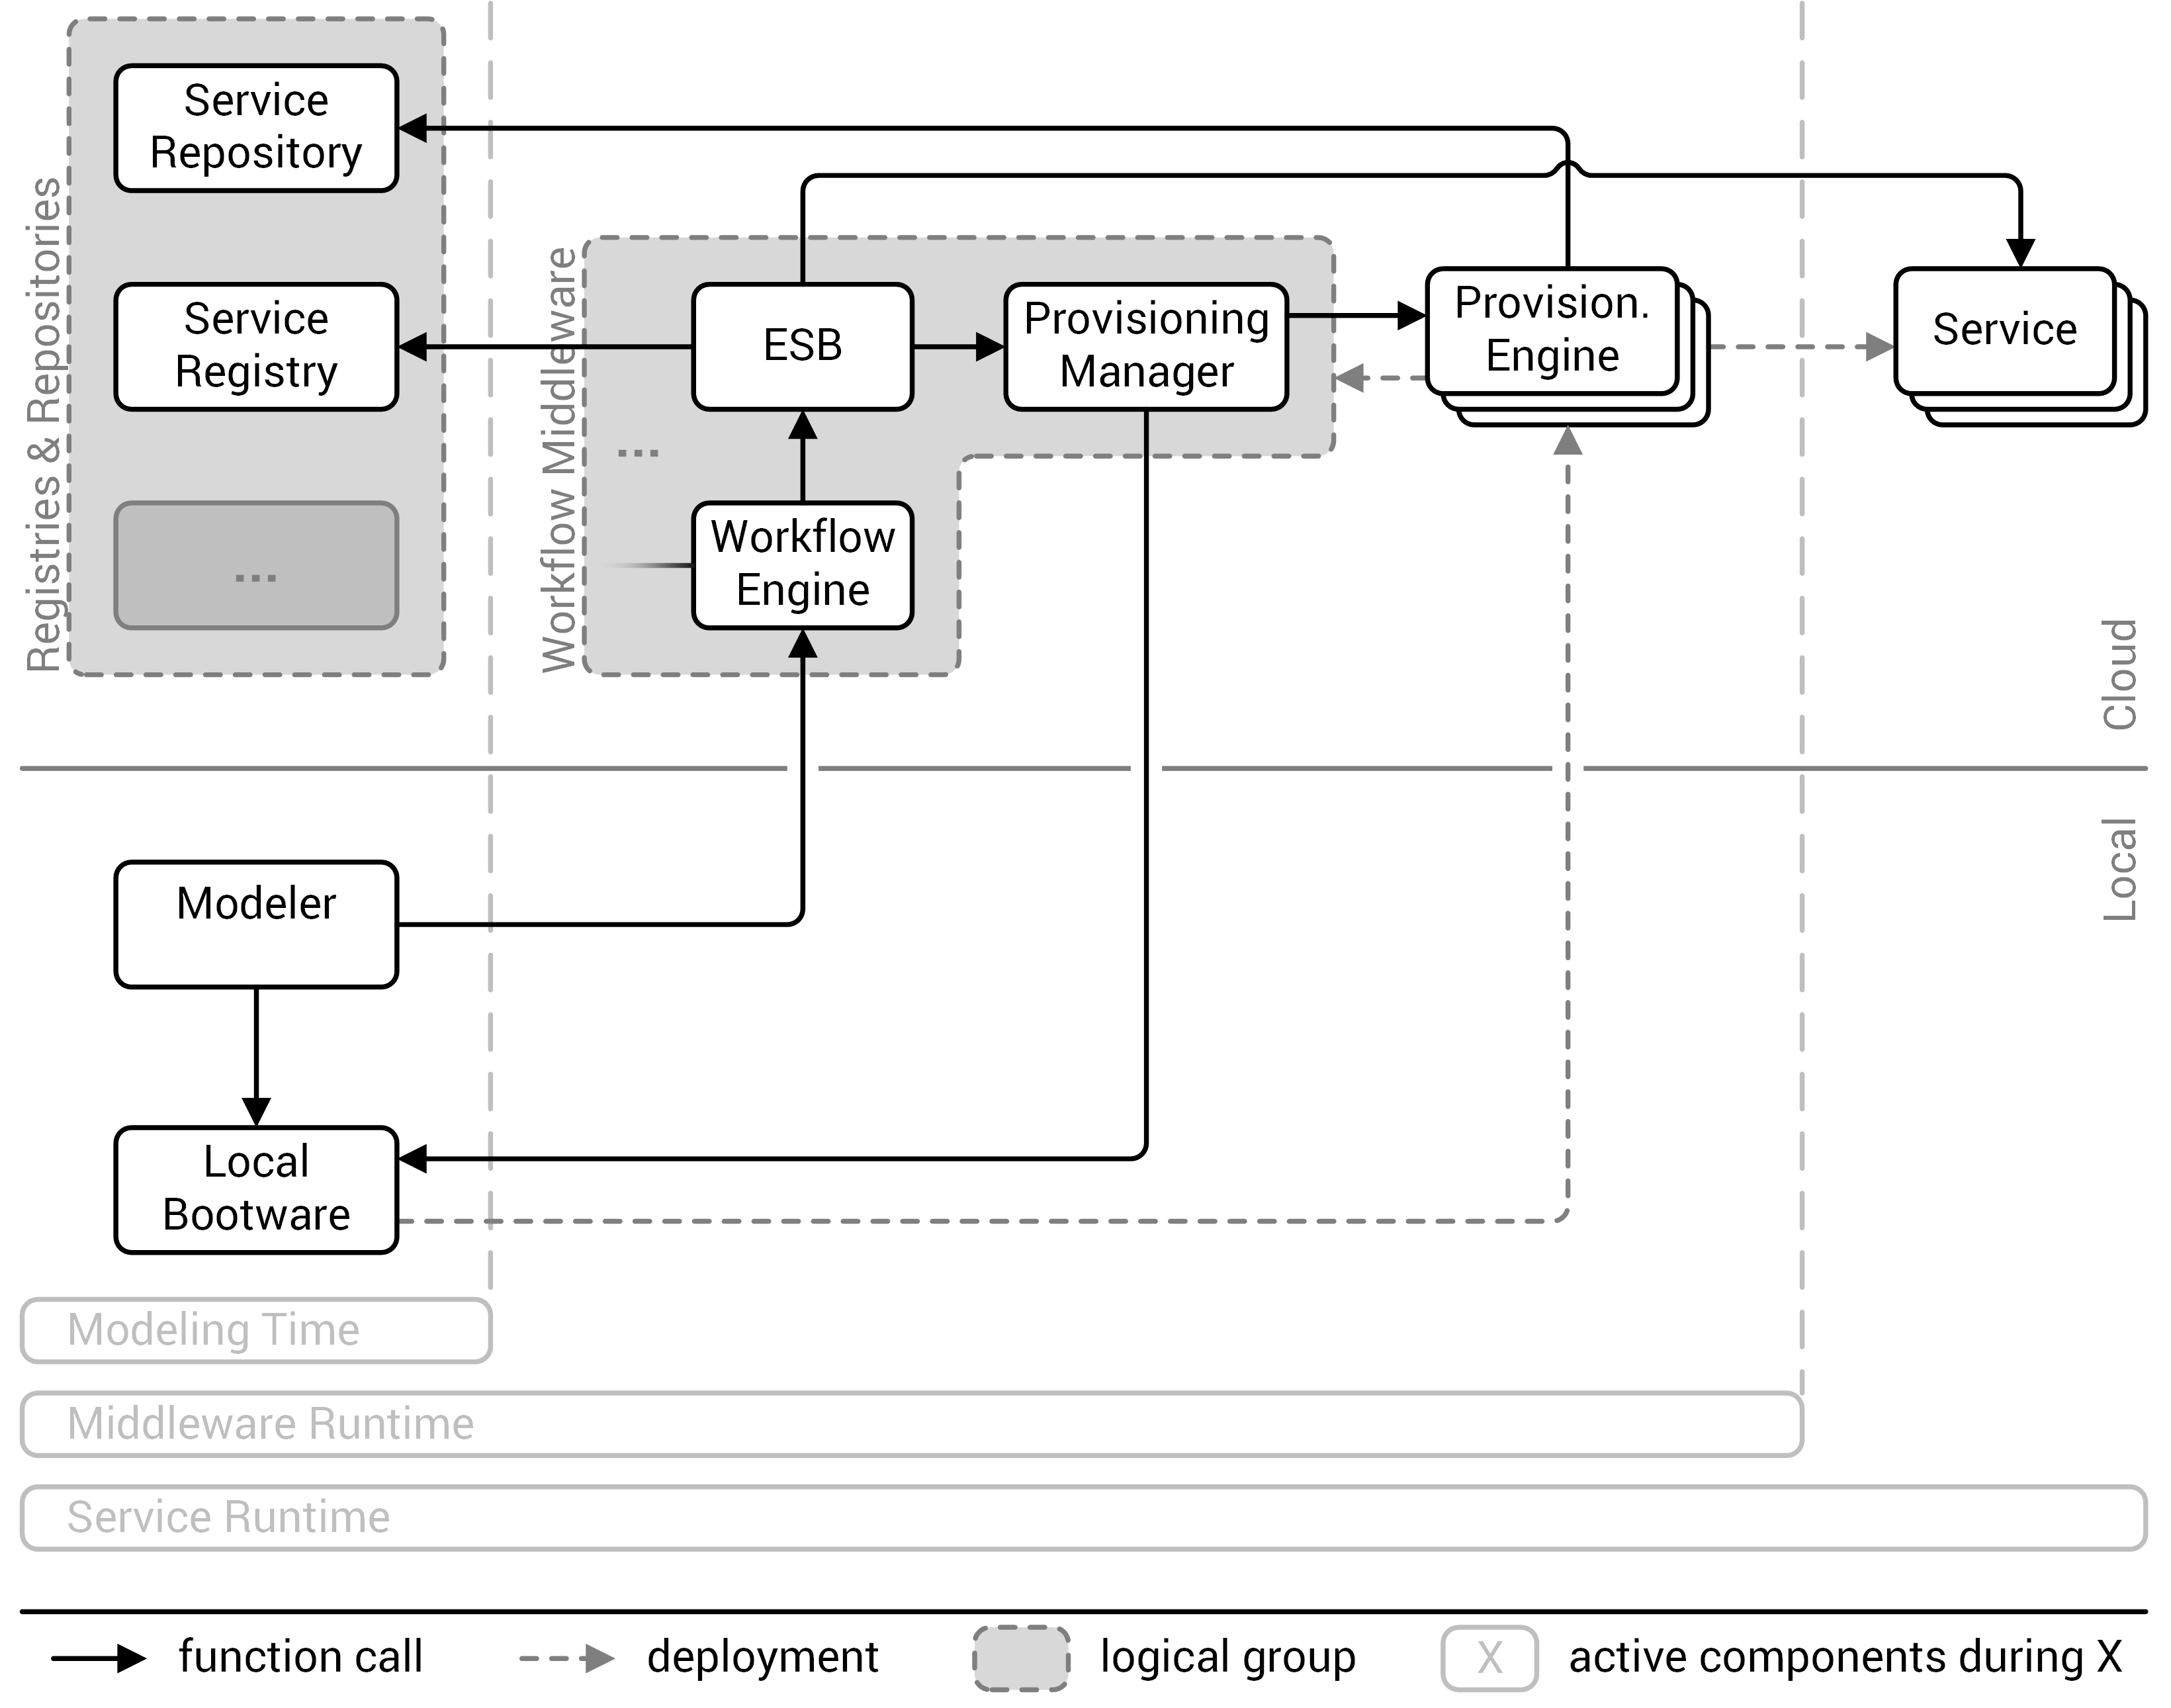 Registries & Repositories
Service
Repository
Service
Registry
...
Workflow Middleware
ESB
Provisioning
Manager
...
Workflow
Engine
Provision.
Engine
Service
Cloud
Local
Modeler
Local
Bootware
Modeling Time
Middleware Runtime
Service Runtime
function call
deployment
logical group
X
active components during X